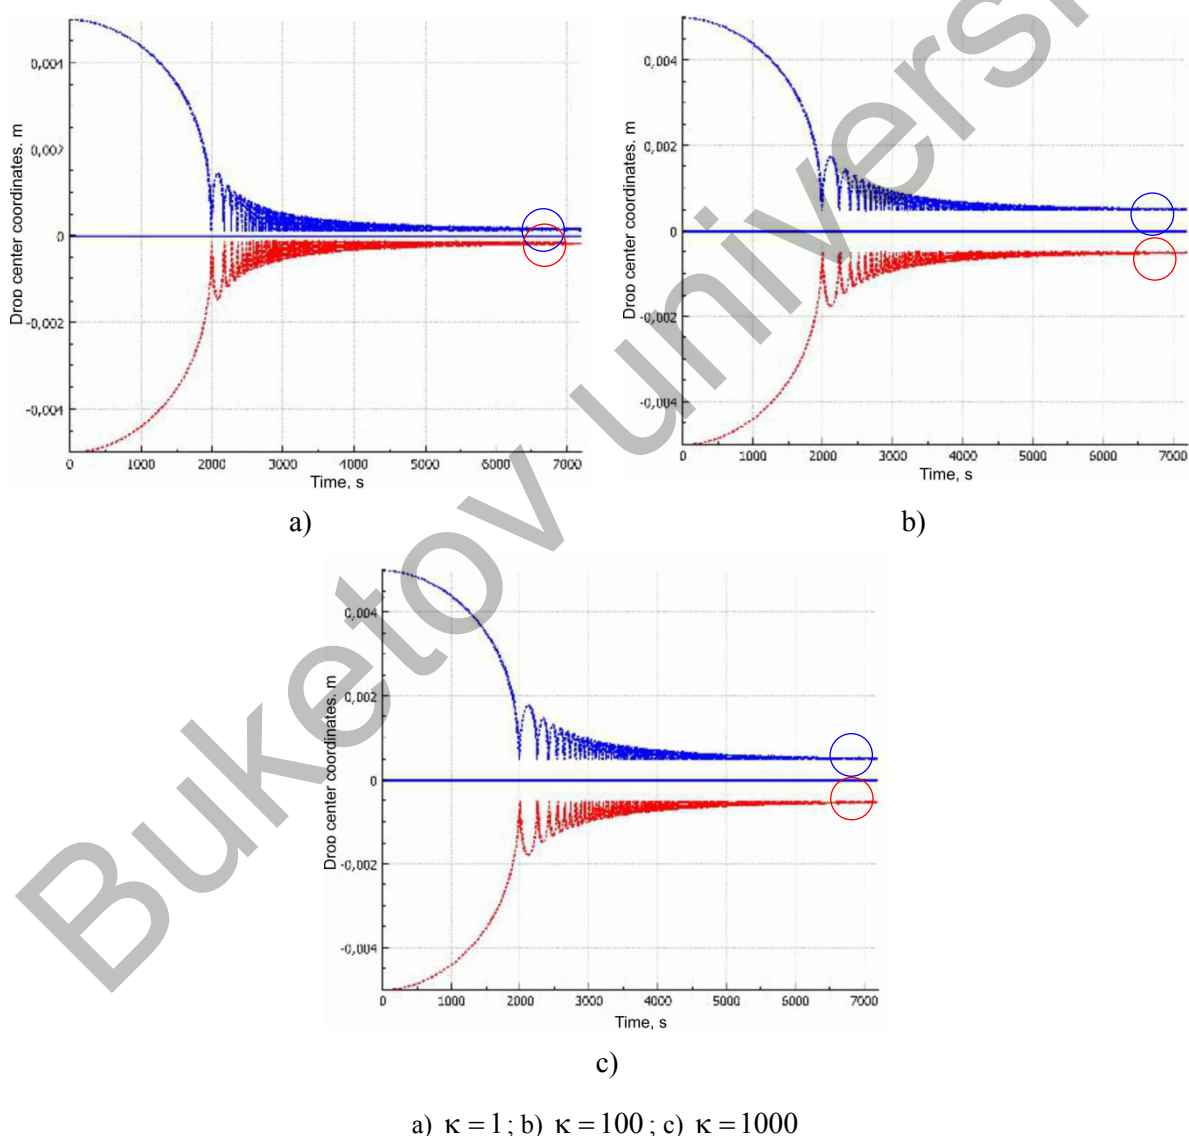 0,004
0,002
0
-0,002
-0,004
Drop center coordinates, m
0 1000 2000 3000 4000 5000 6000 7000
Time, s
a)
0,004
0,002
0
-0,002
-0,004
Drop center coordinates, m
0 1000 2000 3000 4000 5000 6000 7000
Time, s
b)
0,004
0,002
0
-0,002
-0,004
Drop center coordinates, m
0 1000 2000 3000 4000 5000 6000 7000
Time, s
c)
a) κ = 1; b) κ = 100; c) κ = 1000
Buketov universi